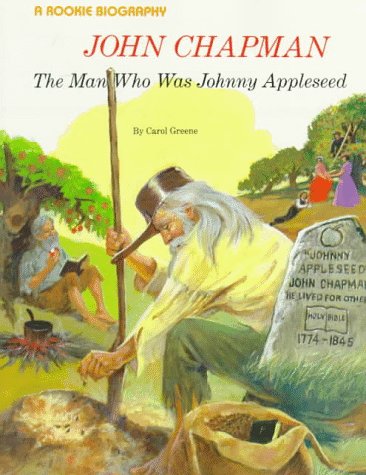 A ROOKIE BIOGRAPHY
JOHN CHAPMAN
The Man Who Was Johnny Appleseed
By Carol Greene
"JOHNNY
APPLESEED
JOHN CHAPMAN
HE LIVED FOR OTHER
HOLY BIBLE
1774-1845